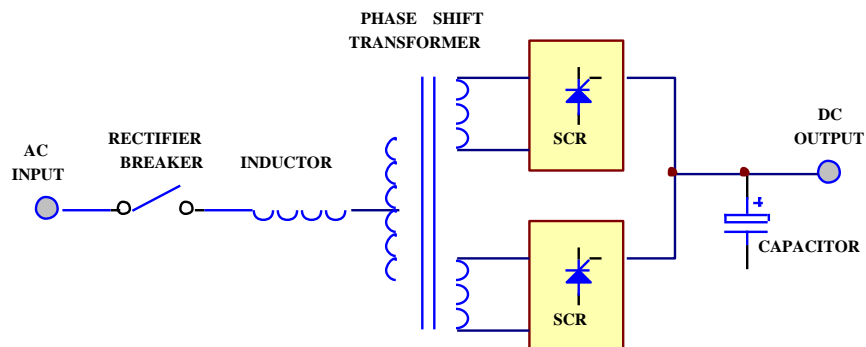 PHASE SHIFT
TRANSFORMER
DC
OUTPUT
RECTIFIER
BREAKER
SCR
AC
INPUT
INDUCTOR
+
CAPACITOR
SCR